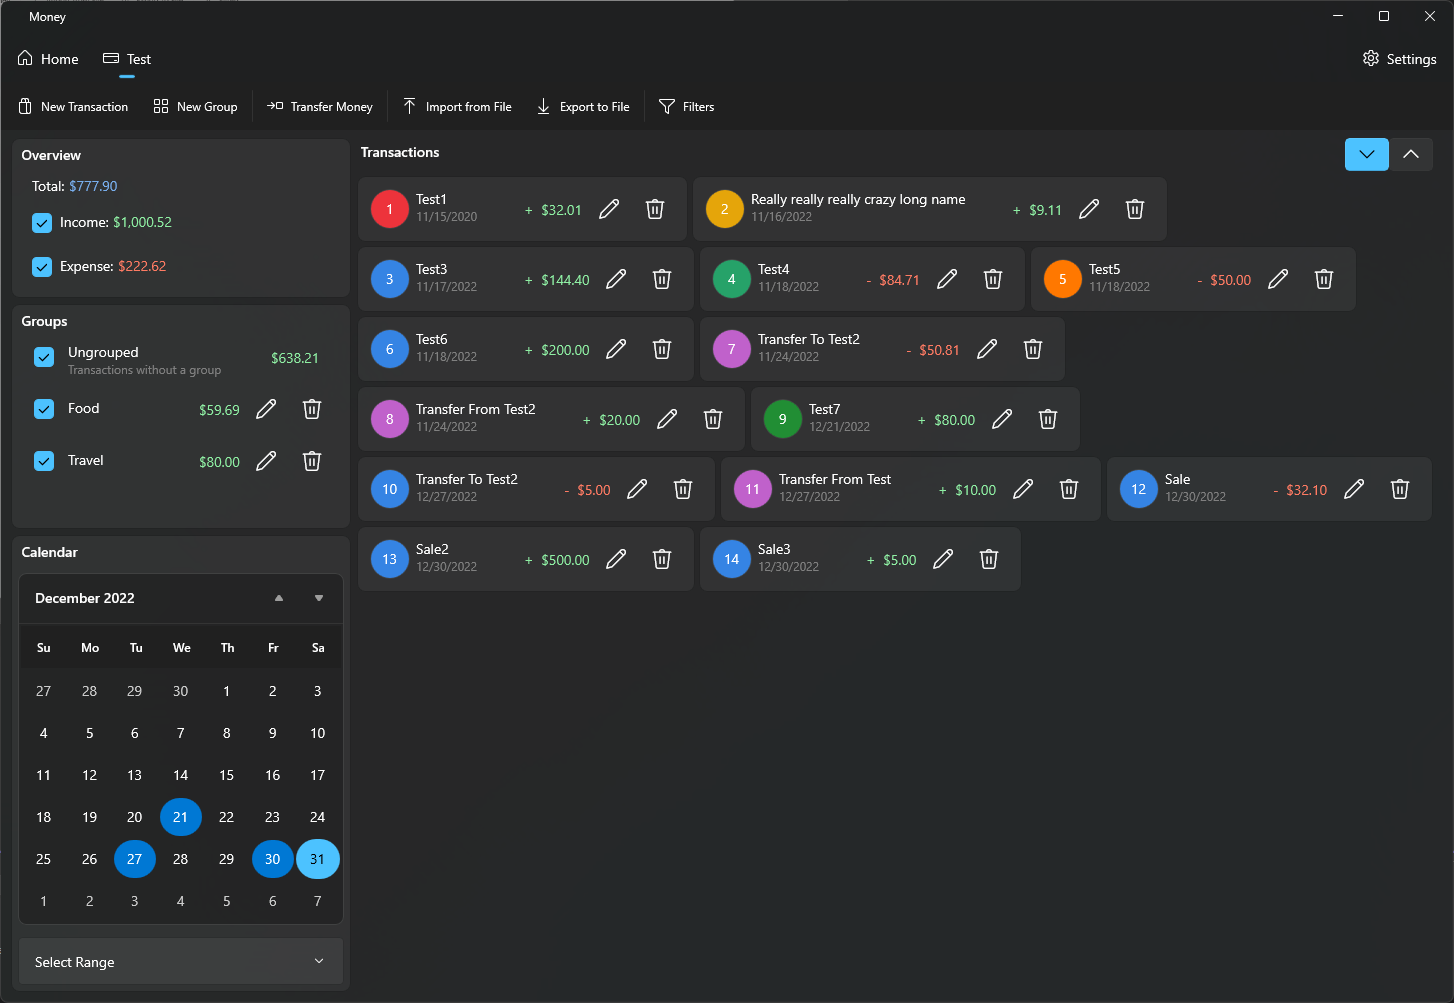 Money
Home
Test
Settings
New Transaction
New Group
Transfer Money
Import from File
Export to File
Filters
Overview
Total: $777.90
Income: $1,000.52
Expense: $222.62
Groups
Ungrouped
Transactions without a group
$638.21
Food
$59.69
Travel
$80.00
Calendar
December 2022
Su Mo Tu We Th Fr Sa
27 28 29 30 1 2 3
4 5 6 7 8 9 10
11 12 13 14 15 16 17
18 19 20 21 22 23 24
25 26 27 28 29 30 31
1 2 3 4 5 6 7
Select Range
Transactions
1
Test1
11/15/2020
+ $32.01
2
Really really really crazy long name
11/16/2022
+ $9.11
3
Test3
11/17/2022
+ $144.40
4
Test4
11/18/2022
- $84.71
5
Test5
11/18/2022
- $50.00
6
Test6
11/18/2022
+ $200.00
7
Transfer To Test2
11/24/2022
- $50.81
8
Transfer From Test2
11/24/2022
+ $20.00
9
Test7
12/21/2022
+ $80.00
10
Transfer To Test2
12/27/2022
- $5.00
11
Transfer From Test
12/27/2022
+ $10.00
12
Sale
12/30/2022
- $32.10
13
Sale2
12/30/2022
+ $500.00
14
Sale3
12/30/2022
+ $5.00